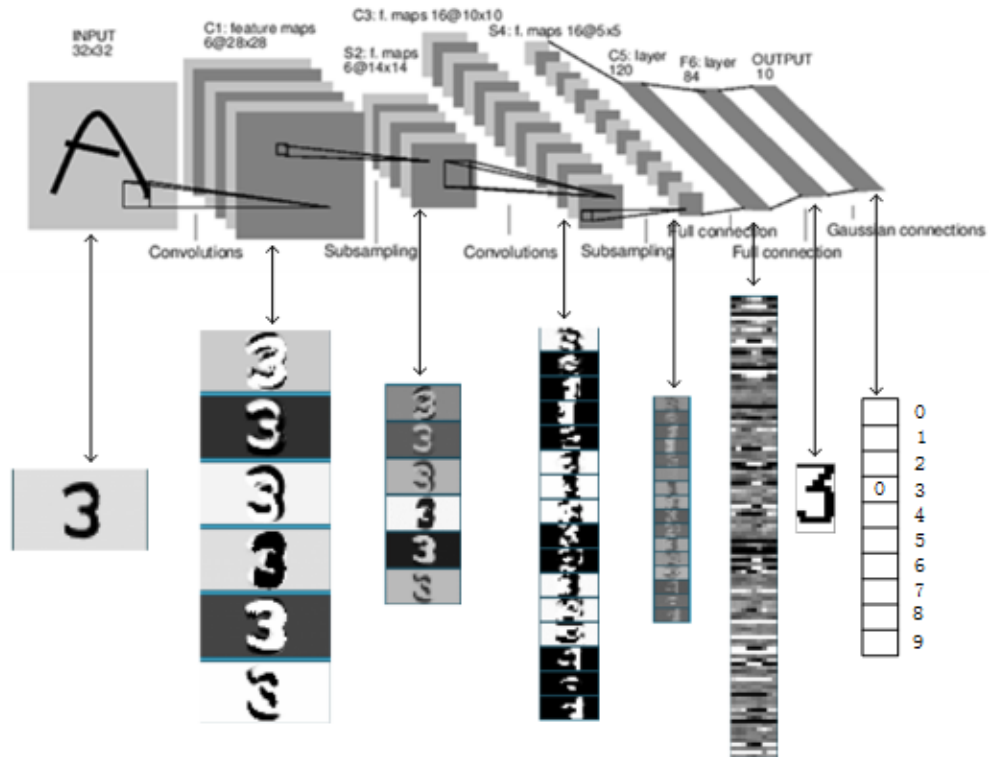 INPUT
32x32
C1: feature maps
6@28x28
S2: f. maps
6@14x14
C3: f. maps 16@10x10
S4: f. maps 16@5x5
C5: layer
120
F6: layer
84
OUTPUT
10
Convolutions
Subsampling
Convolutions
Subsampling
Full connection
Full connection
Gaussian connections
A
3
3
0
0
1
2
3
4
5
6
7
8
9